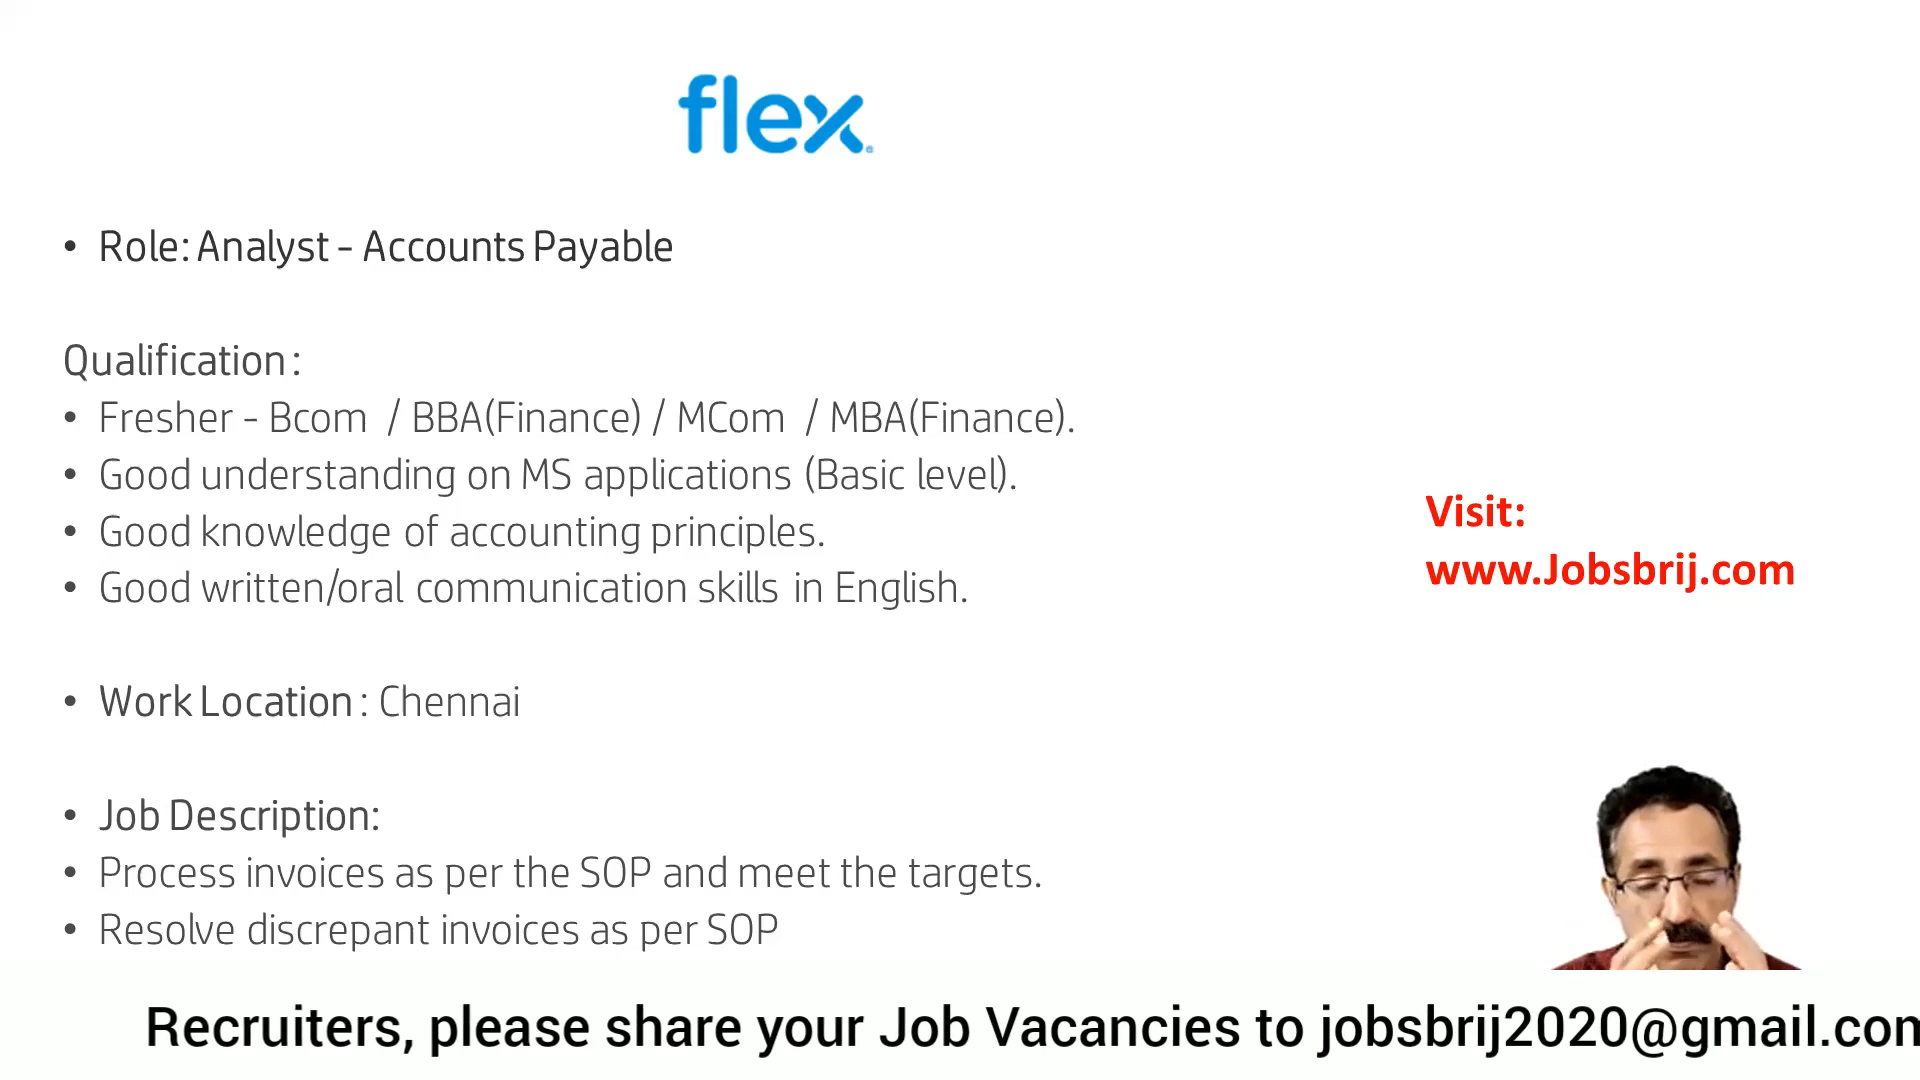 flex
• Role: Analyst - Accounts Payable
Qualification :
• Fresher - Bcom / BBA(Finance) / MCom / MBA(Finance).
• Good understanding on MS applications (Basic level).
• Good knowledge of accounting principles.
• Good written/oral communication skills in English.
• Work Location : Chennai
• Job Description:
• Process invoices as per the SOP and meet the targets.
• Resolve discrepant invoices as per SOP
Visit:
www.Jobsbrij.com
Recruiters, please share your Job Vacancies to jobsbrij2020@gmail.com